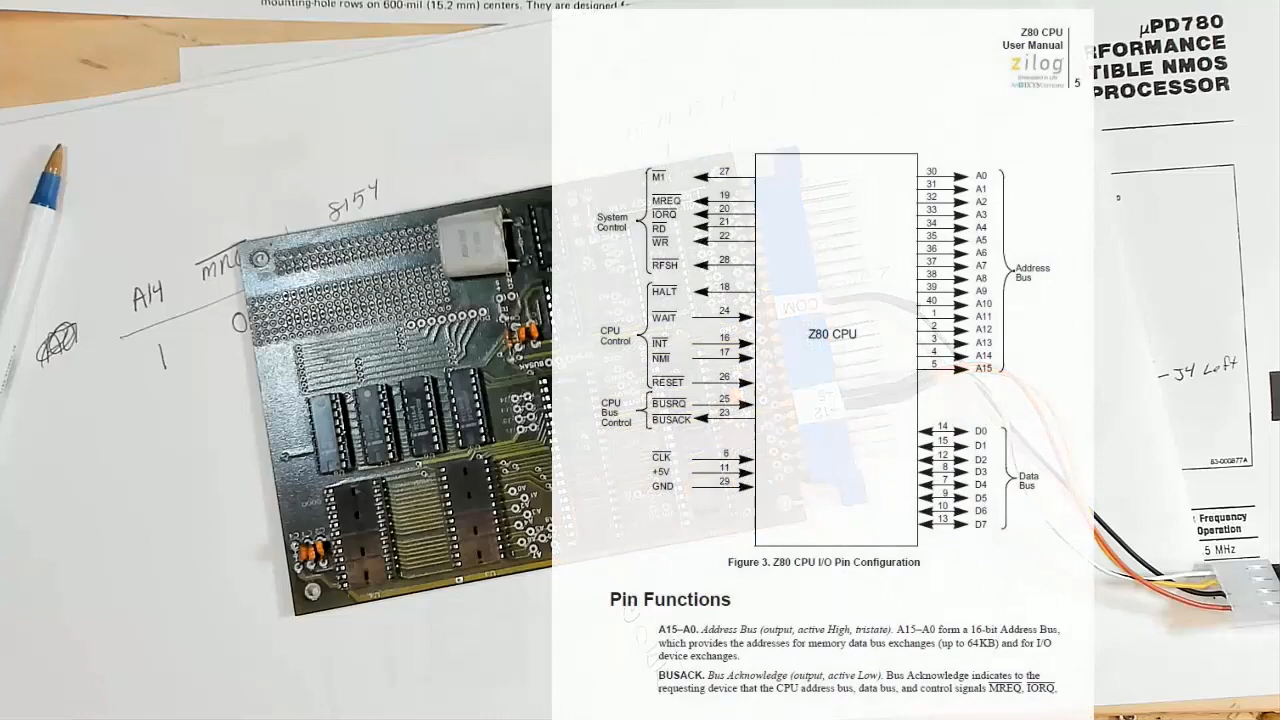 mounting-hole rows on 600-mil (15.2 mm) centers. They are designed f
µPD780
RFORMANCE
TIBLE NMOS
PROCESSOR
Z80 CPU
User Manual
zilog
Embedded in Life
An IXYS Company
5
8154
A14
0
1
27
M1
19
MREQ
20
IORQ
21
RD
22
WR
28
RFSH
System
Control
18
HALT
24
WAIT
16
INT
17
NMI
26
RESET
CPU
Control
25
BUSRQ
23
BUSACK
CPU
Bus
Control
6
CLK
11
+5V
29
GND
Z80 CPU
COM
+12
30 A0
31 A1
32 A2
33 A3
34 A4
35 A5
36 A6
37 A7
38 A8
39 A9
40 A10
1 A11
2 A12
3 A13
4 A14
5 A15
Address
Bus
14 D0
15 D1
12 D2
8 D3
7 D4
9 D5
10 D6
13 D7
Data
Bus
Figure 3. Z80 CPU I/O Pin Configuration
Pin Functions
A15–A0. Address Bus (output, active High, tristate). A15–A0 form a 16-bit Address Bus,
which provides the addresses for memory data bus exchanges (up to 64KB) and for I/O
device exchanges.
BUSACK. Bus Acknowledge (output, active Low). Bus Acknowledge indicates to the
requesting device that the CPU address bus, data bus, and control signals MREQ, IORQ,
- J4 Left
83-000877A
Frequency
Operation
5 MHz